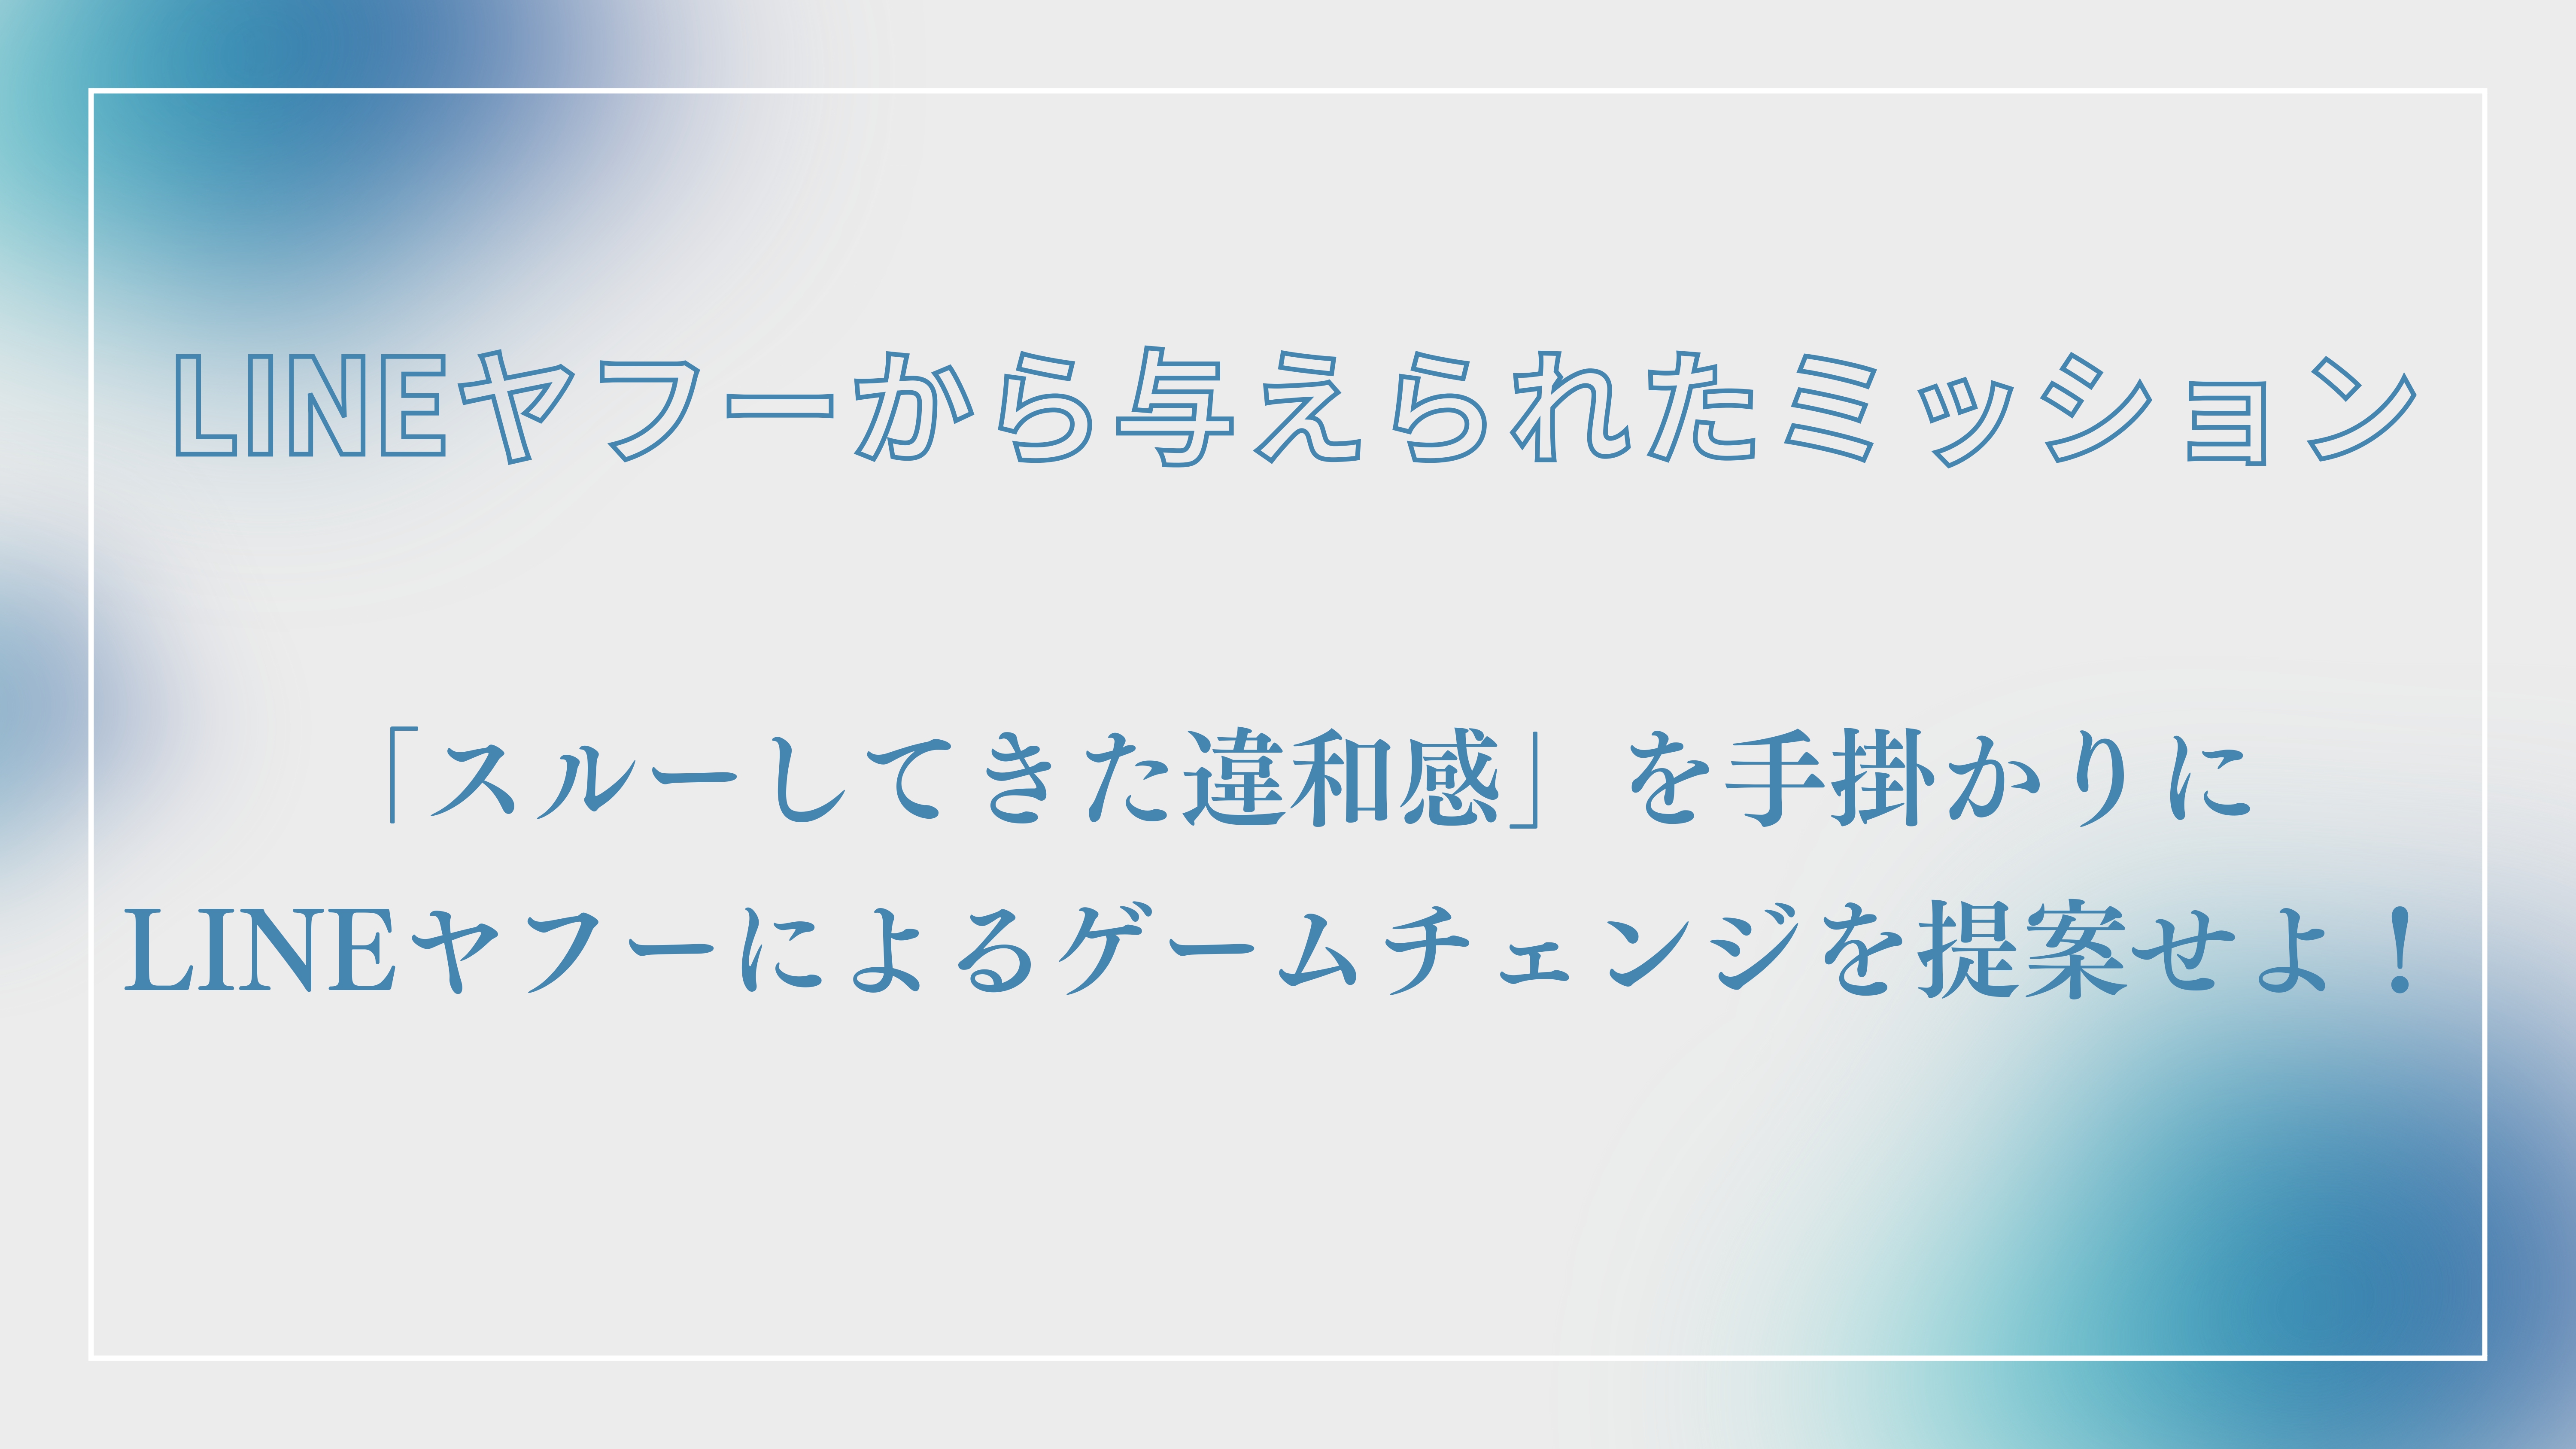 LINEヤフーから与えられたミッション
「スルーしてきた違和感」を手掛かりに
LINEヤフーによるゲームチェンジを提案せよ！